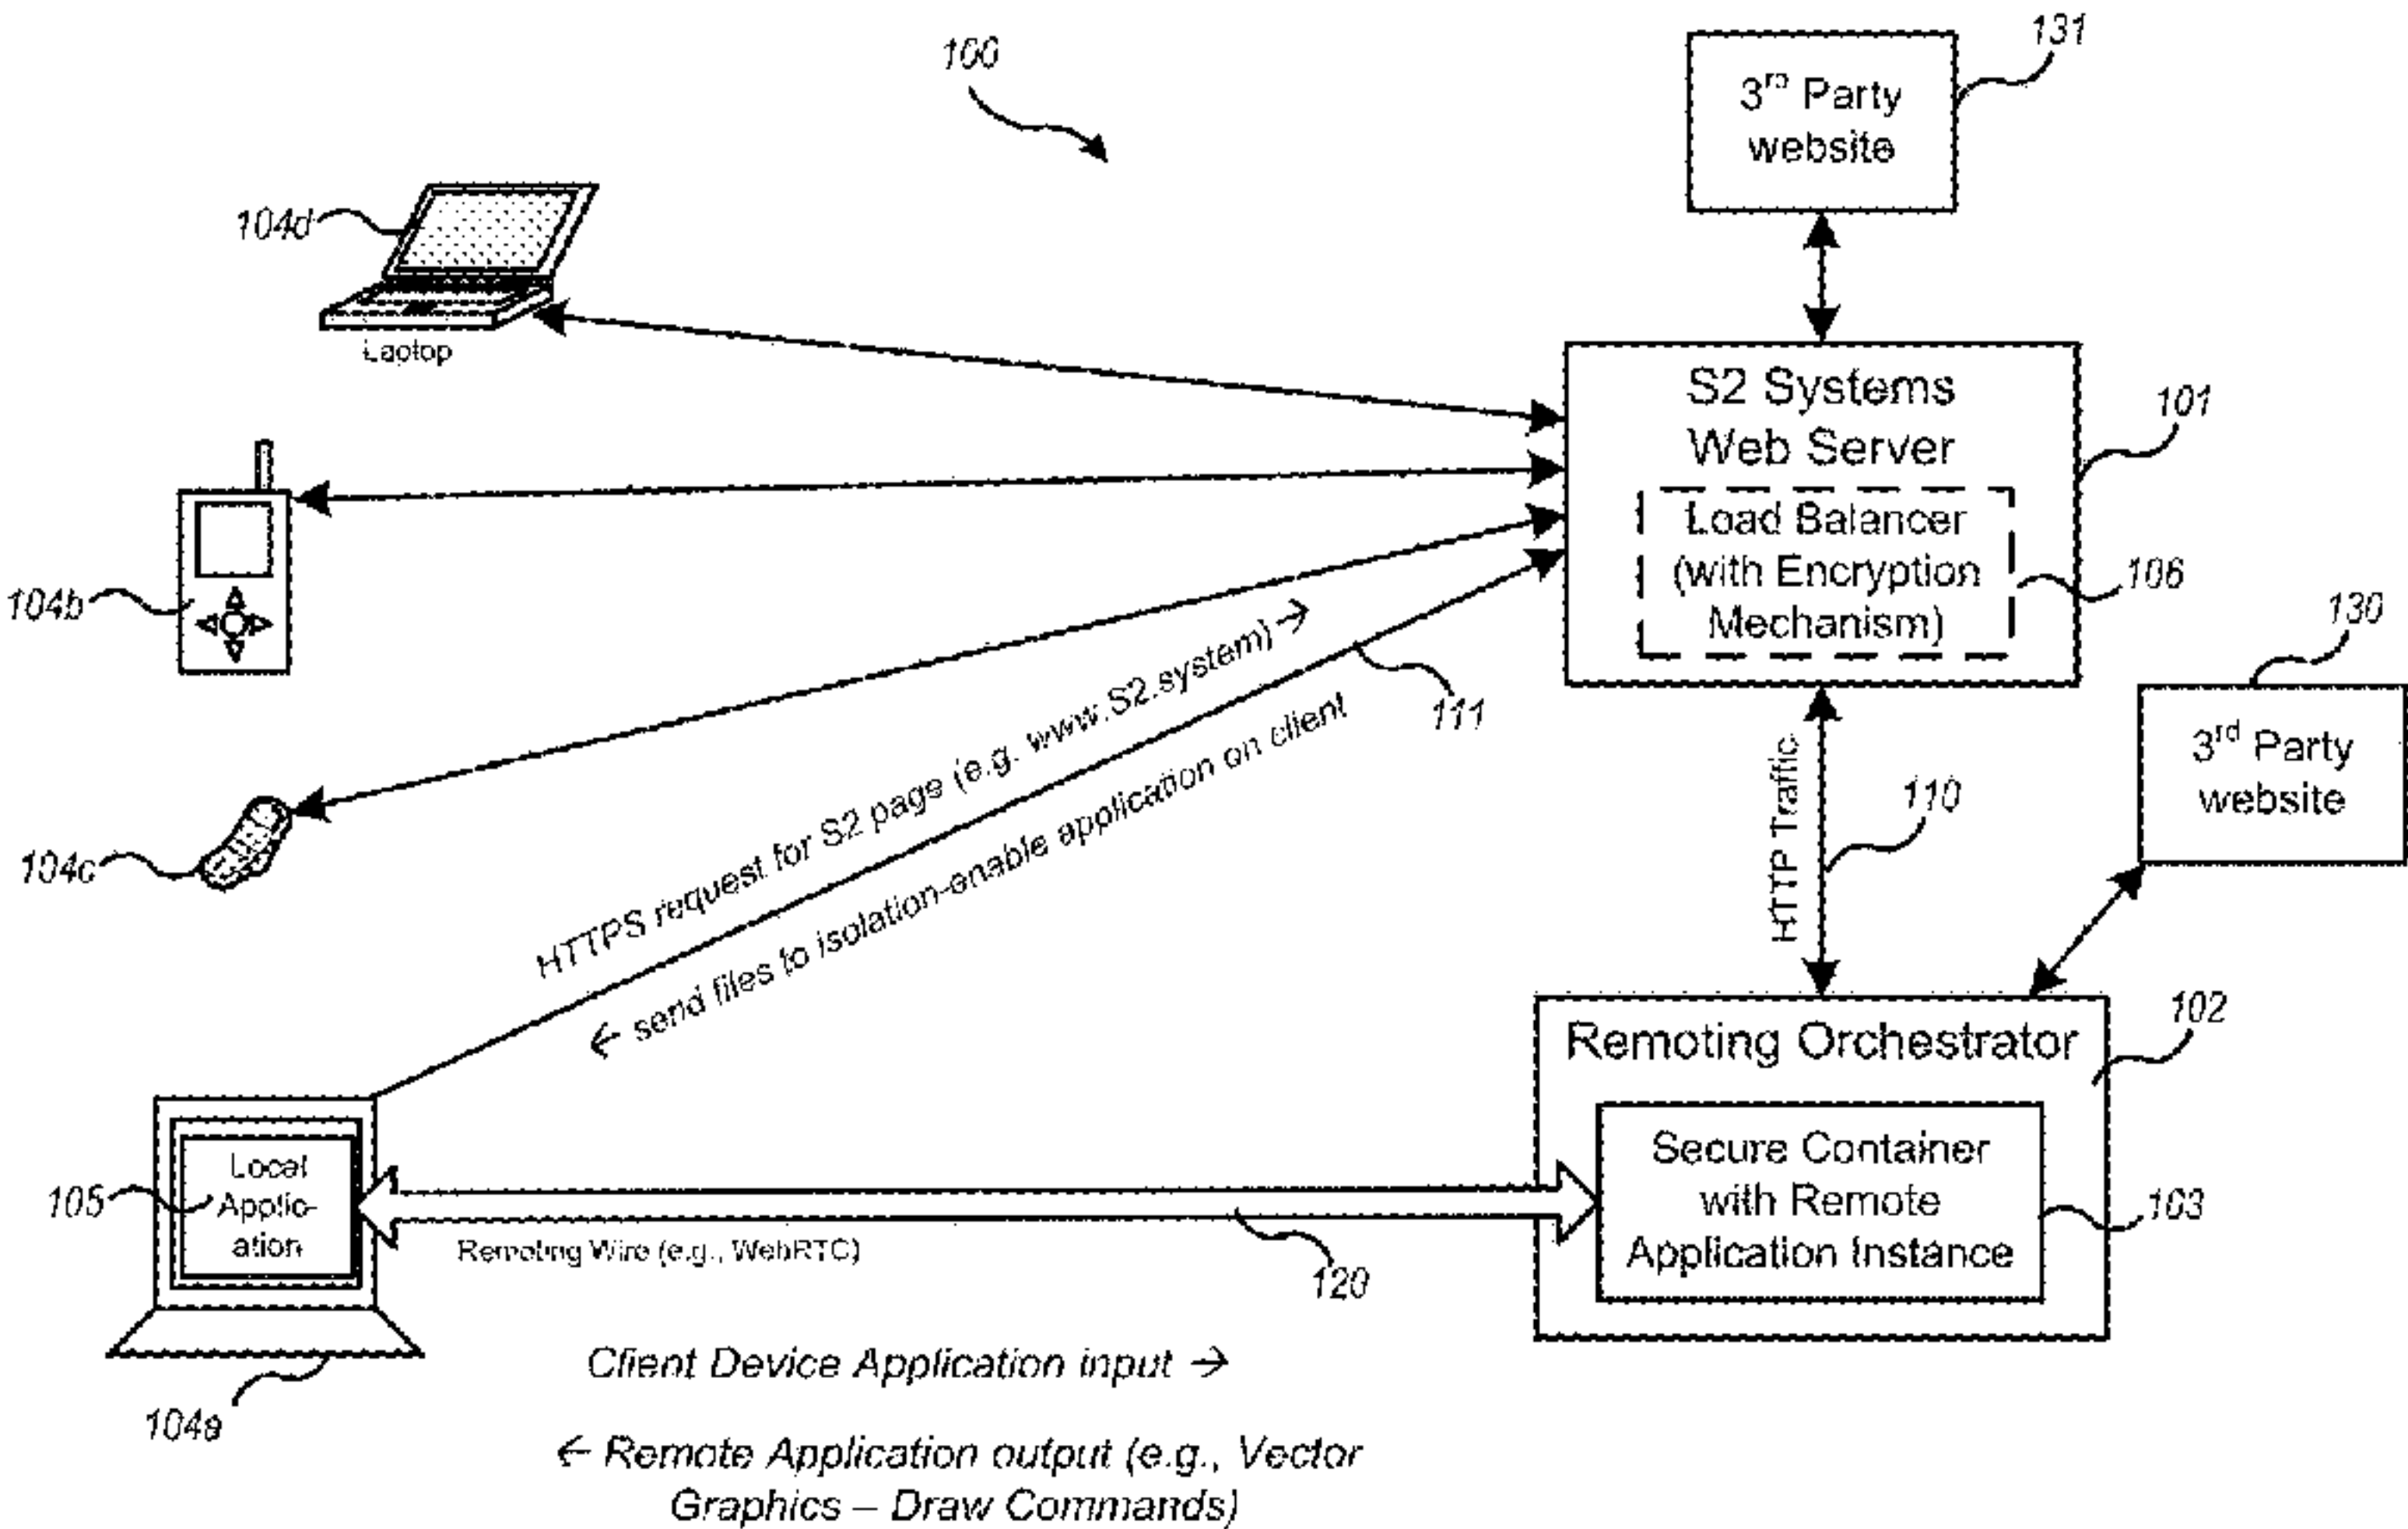 100
131
3rd Party
website
104d
Laptop
S2 Systems
Web Server
101
Load Balancer
(with Encryption
Mechanism)
106
104b
130
3rd Party
website
HTTPS request for S2 page (e.g. www.S2.system) →
← send files to isolation-enable application on client
111
HTTP Traffic
110
104c
Remoting Orchestrator
102
Secure Container
with Remote
Application Instance
103
Local
Applic-
ation
105
Remoting Wire (e.g., WebRTC)
120
104a
Client Device Application input →
← Remote Application output (e.g., Vector
Graphics – Draw Commands)